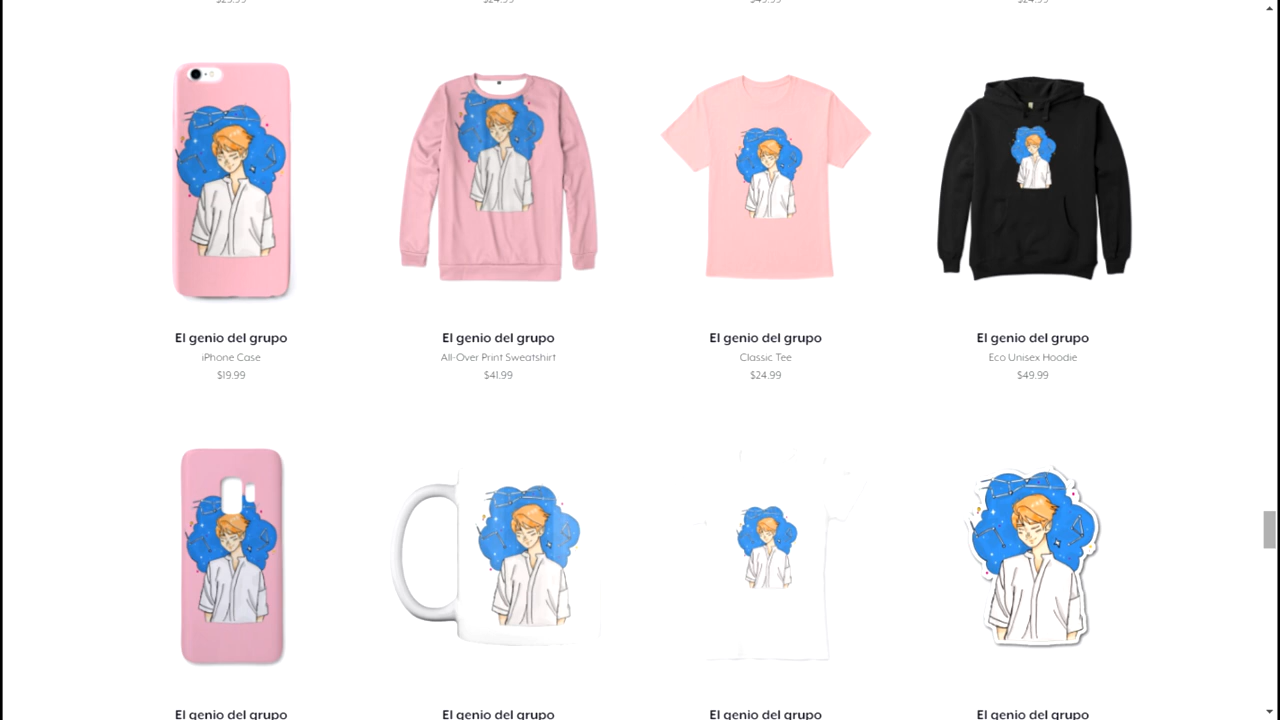 $24.99
El genio del grupo
iPhone Case
$19.99
El genio del grupo
All-Over Print Sweatshirt
$41.99
El genio del grupo
Classic Tee
$24.99
El genio del grupo
Eco Unisex Hoodie
$49.99
El genio del grupo
El genio del grupo
El genio del grupo
El genio del grupo